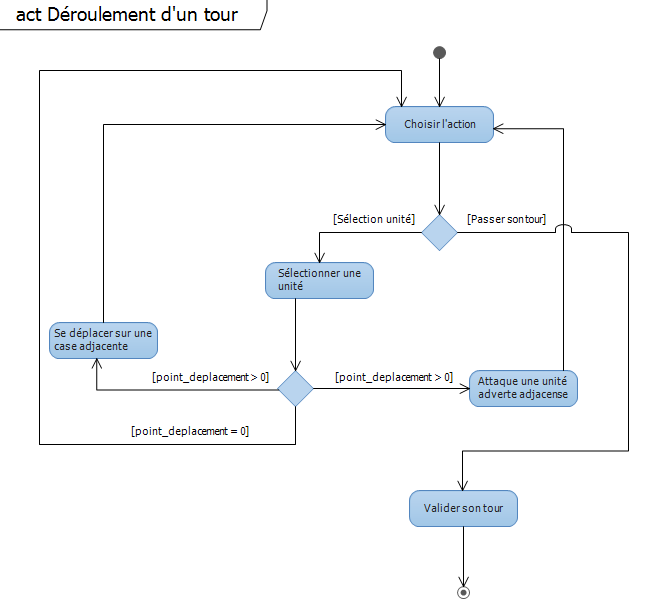 act Déroulement d'un tour
Choisir l'action
[Sélection unité]
[Passer son tour]
Sélectionner une
unité
Se déplacer sur une
case adjacente
[point_deplacement > 0]
[point_deplacement > 0]
Attaque une unité
adverte adjacense
[point_deplacement = 0]
Valider son tour